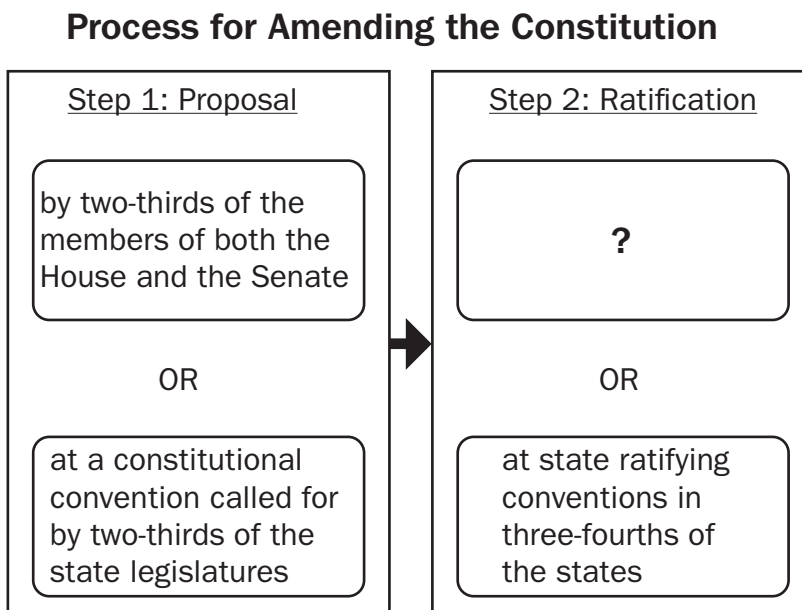 Process for Amending the Constitution
Step 1: Proposal
by two-thirds of the
members of both the
House and the Senate
OR
at a constitutional
convention called for
by two-thirds of the
state legislatures
Step 2: Ratification
?
OR
at state ratifying
conventions in
three-fourths of
the states